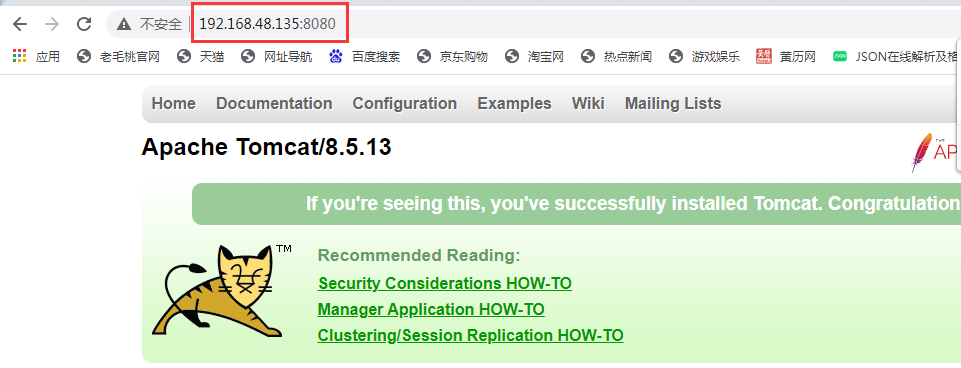 不安全 192.168.48.135:8080
应用 老毛桃官网 天猫 网址导航 百度搜索 京东购物 淘宝网 热点新闻 游戏娱乐 黄历网 JSON在线解析及格
Home Documentation Configuration Examples Wiki Mailing Lists
Apache Tomcat/8.5.13
AP
If you're seeing this, you've successfully installed Tomcat. Congratulation
TM
Recommended Reading:
Security Considerations HOW-TO
Manager Application HOW-TO
Clustering/Session Replication HOW-TO